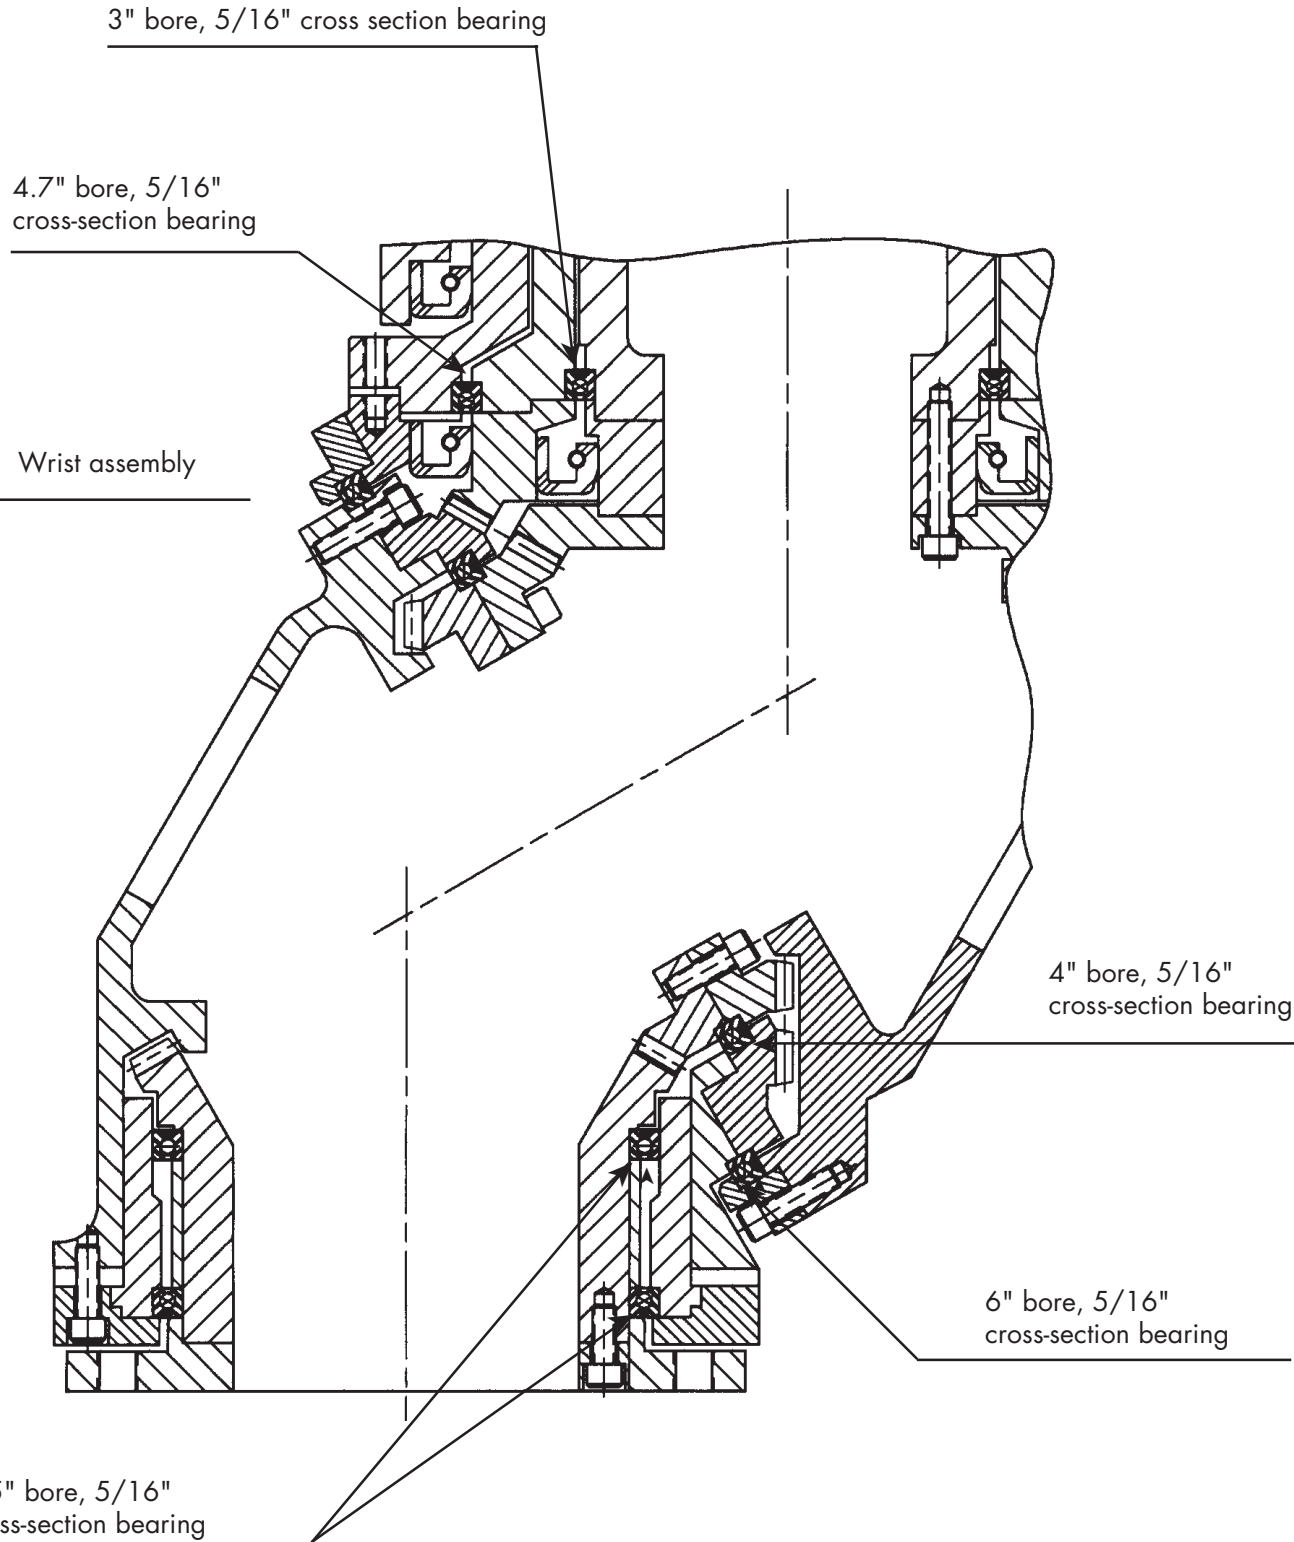 3" bore, 5/16" cross section bearing
4.7" bore, 5/16"
cross-section bearing
Wrist assembly
4" bore, 5/16"
cross-section bearing
6" bore, 5/16"
cross-section bearing
bore, 5/16"
bearing